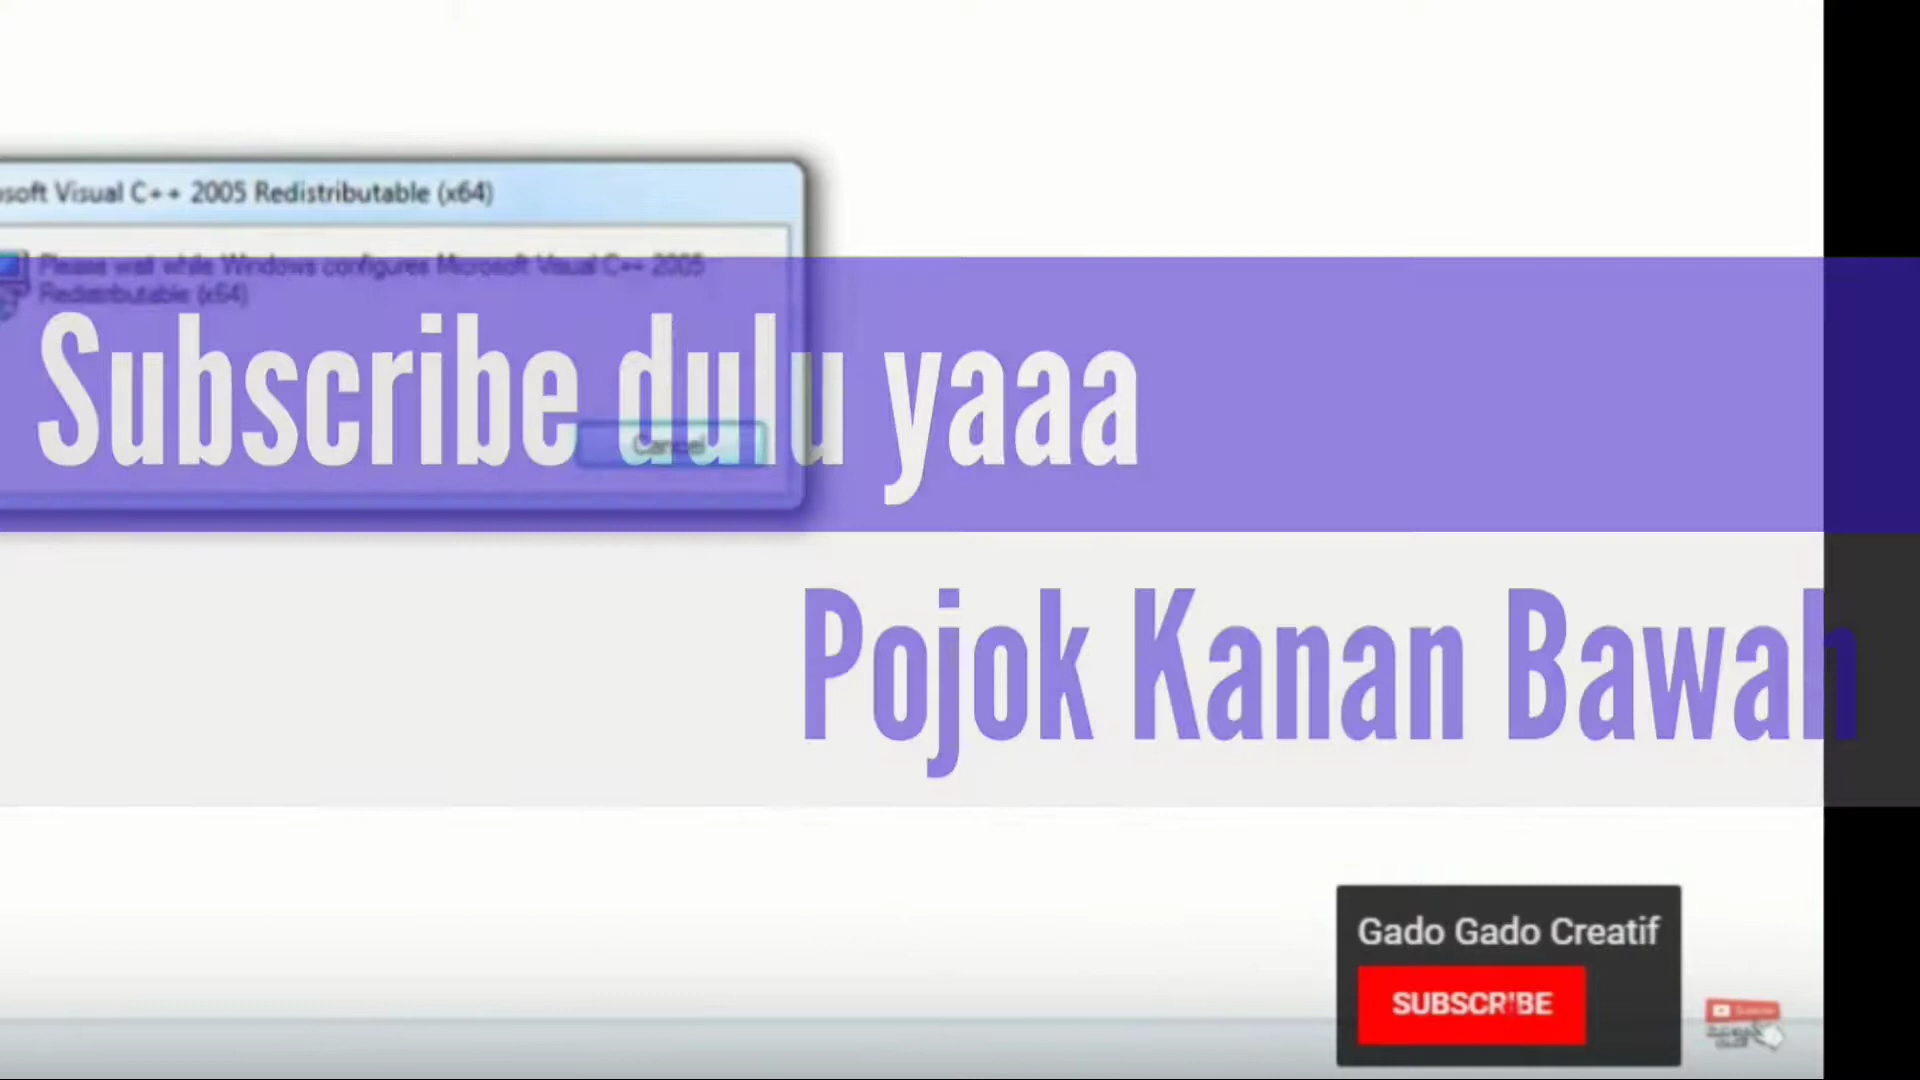 soft Visual C++ 2005 Redistributable (x64)
Please wait while Windows configures Microsoft Visual C++ 2005
Redistributable (x64)
Subscribe dulu yaaa
Cancel
Pojok Kanan Bawah
Gado Gado Creatif
SUBSCRIBE